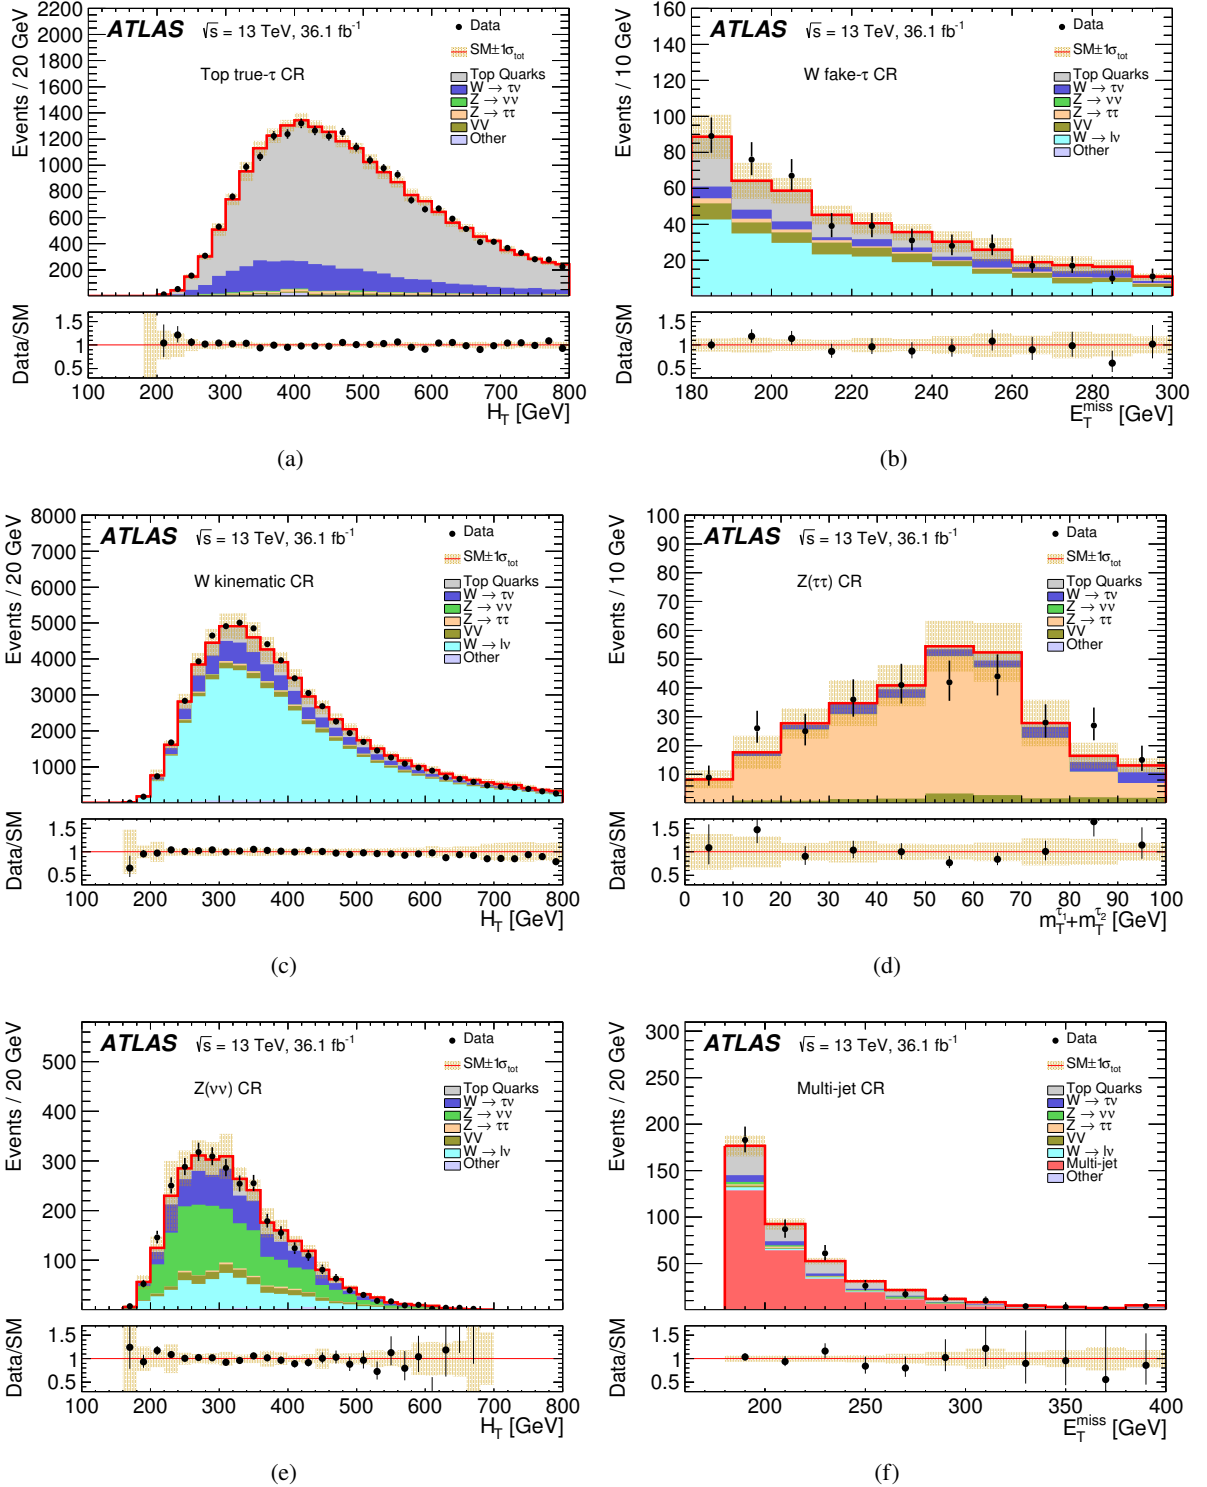 Events / 20 GeV
2200
2000
1800
1600
1400
1200
1000
800
600
400
200
ATLAS √s = 13 TeV, 36.1 fb⁻¹
Top true-τ CR
Data
SM±1σtot
Top Quarks
W → τν
Z → νν
Z → ττ
VV
Other
Data/SM
1.5
1
0.5
100 200 300 400 500 600 700 800
H_T [GeV]
(a)
Events / 10 GeV
160
140
120
100
80
60
40
20
ATLAS √s = 13 TeV, 36.1 fb⁻¹
W fake-τ CR
Data
SM±1σtot
Top Quarks
W → τν
Z → νν
Z → ττ
VV
W → lν
Other
Data/SM
1.5
1
0.5
180 200 220 240 260 280 300
E_T^miss [GeV]
(b)
Events / 20 GeV
8000
7000
6000
5000
4000
3000
2000
1000
ATLAS √s = 13 TeV, 36.1 fb⁻¹
W kinematic CR
Data
SM±1σtot
Top Quarks
W → τν
Z → νν
Z → ττ
VV
W → lν
Other
Data/SM
1.5
1
0.5
100 200 300 400 500 600 700 800
H_T [GeV]
(c)
Events / 10 GeV
100
90
80
70
60
50
40
30
20
10
ATLAS √s = 13 TeV, 36.1 fb⁻¹
Z(ττ) CR
Data
SM±1σtot
Top Quarks
W → τν
Z → νν
Z → ττ
VV
Other
Data/SM
1.5
1
0.5
0 10 20 30 40 50 60 70 80 90 100
m_T^τ1+m_T^τ2 [GeV]
(d)
Events / 20 GeV
500
400
300
200
100
ATLAS √s = 13 TeV, 36.1 fb⁻¹
Z(νν) CR
Data
SM±1σtot
Top Quarks
W → τν
Z → νν
Z → ττ
VV
W → lν
Other
Data/SM
1.5
1
0.5
100 200 300 400 500 600 700 800
H_T [GeV]
(e)
Events / 20 GeV
300
250
200
150
100
50
ATLAS √s = 13 TeV, 36.1 fb⁻¹
Multi-jet CR
Data
SM±1σtot
Top Quarks
W → τν
Z → νν
Z → ττ
VV
W → lν
Multi-jet
Other
Data/SM
1.5
1
0.5
200 250 300 350 400
E_T^miss [GeV]
(f)